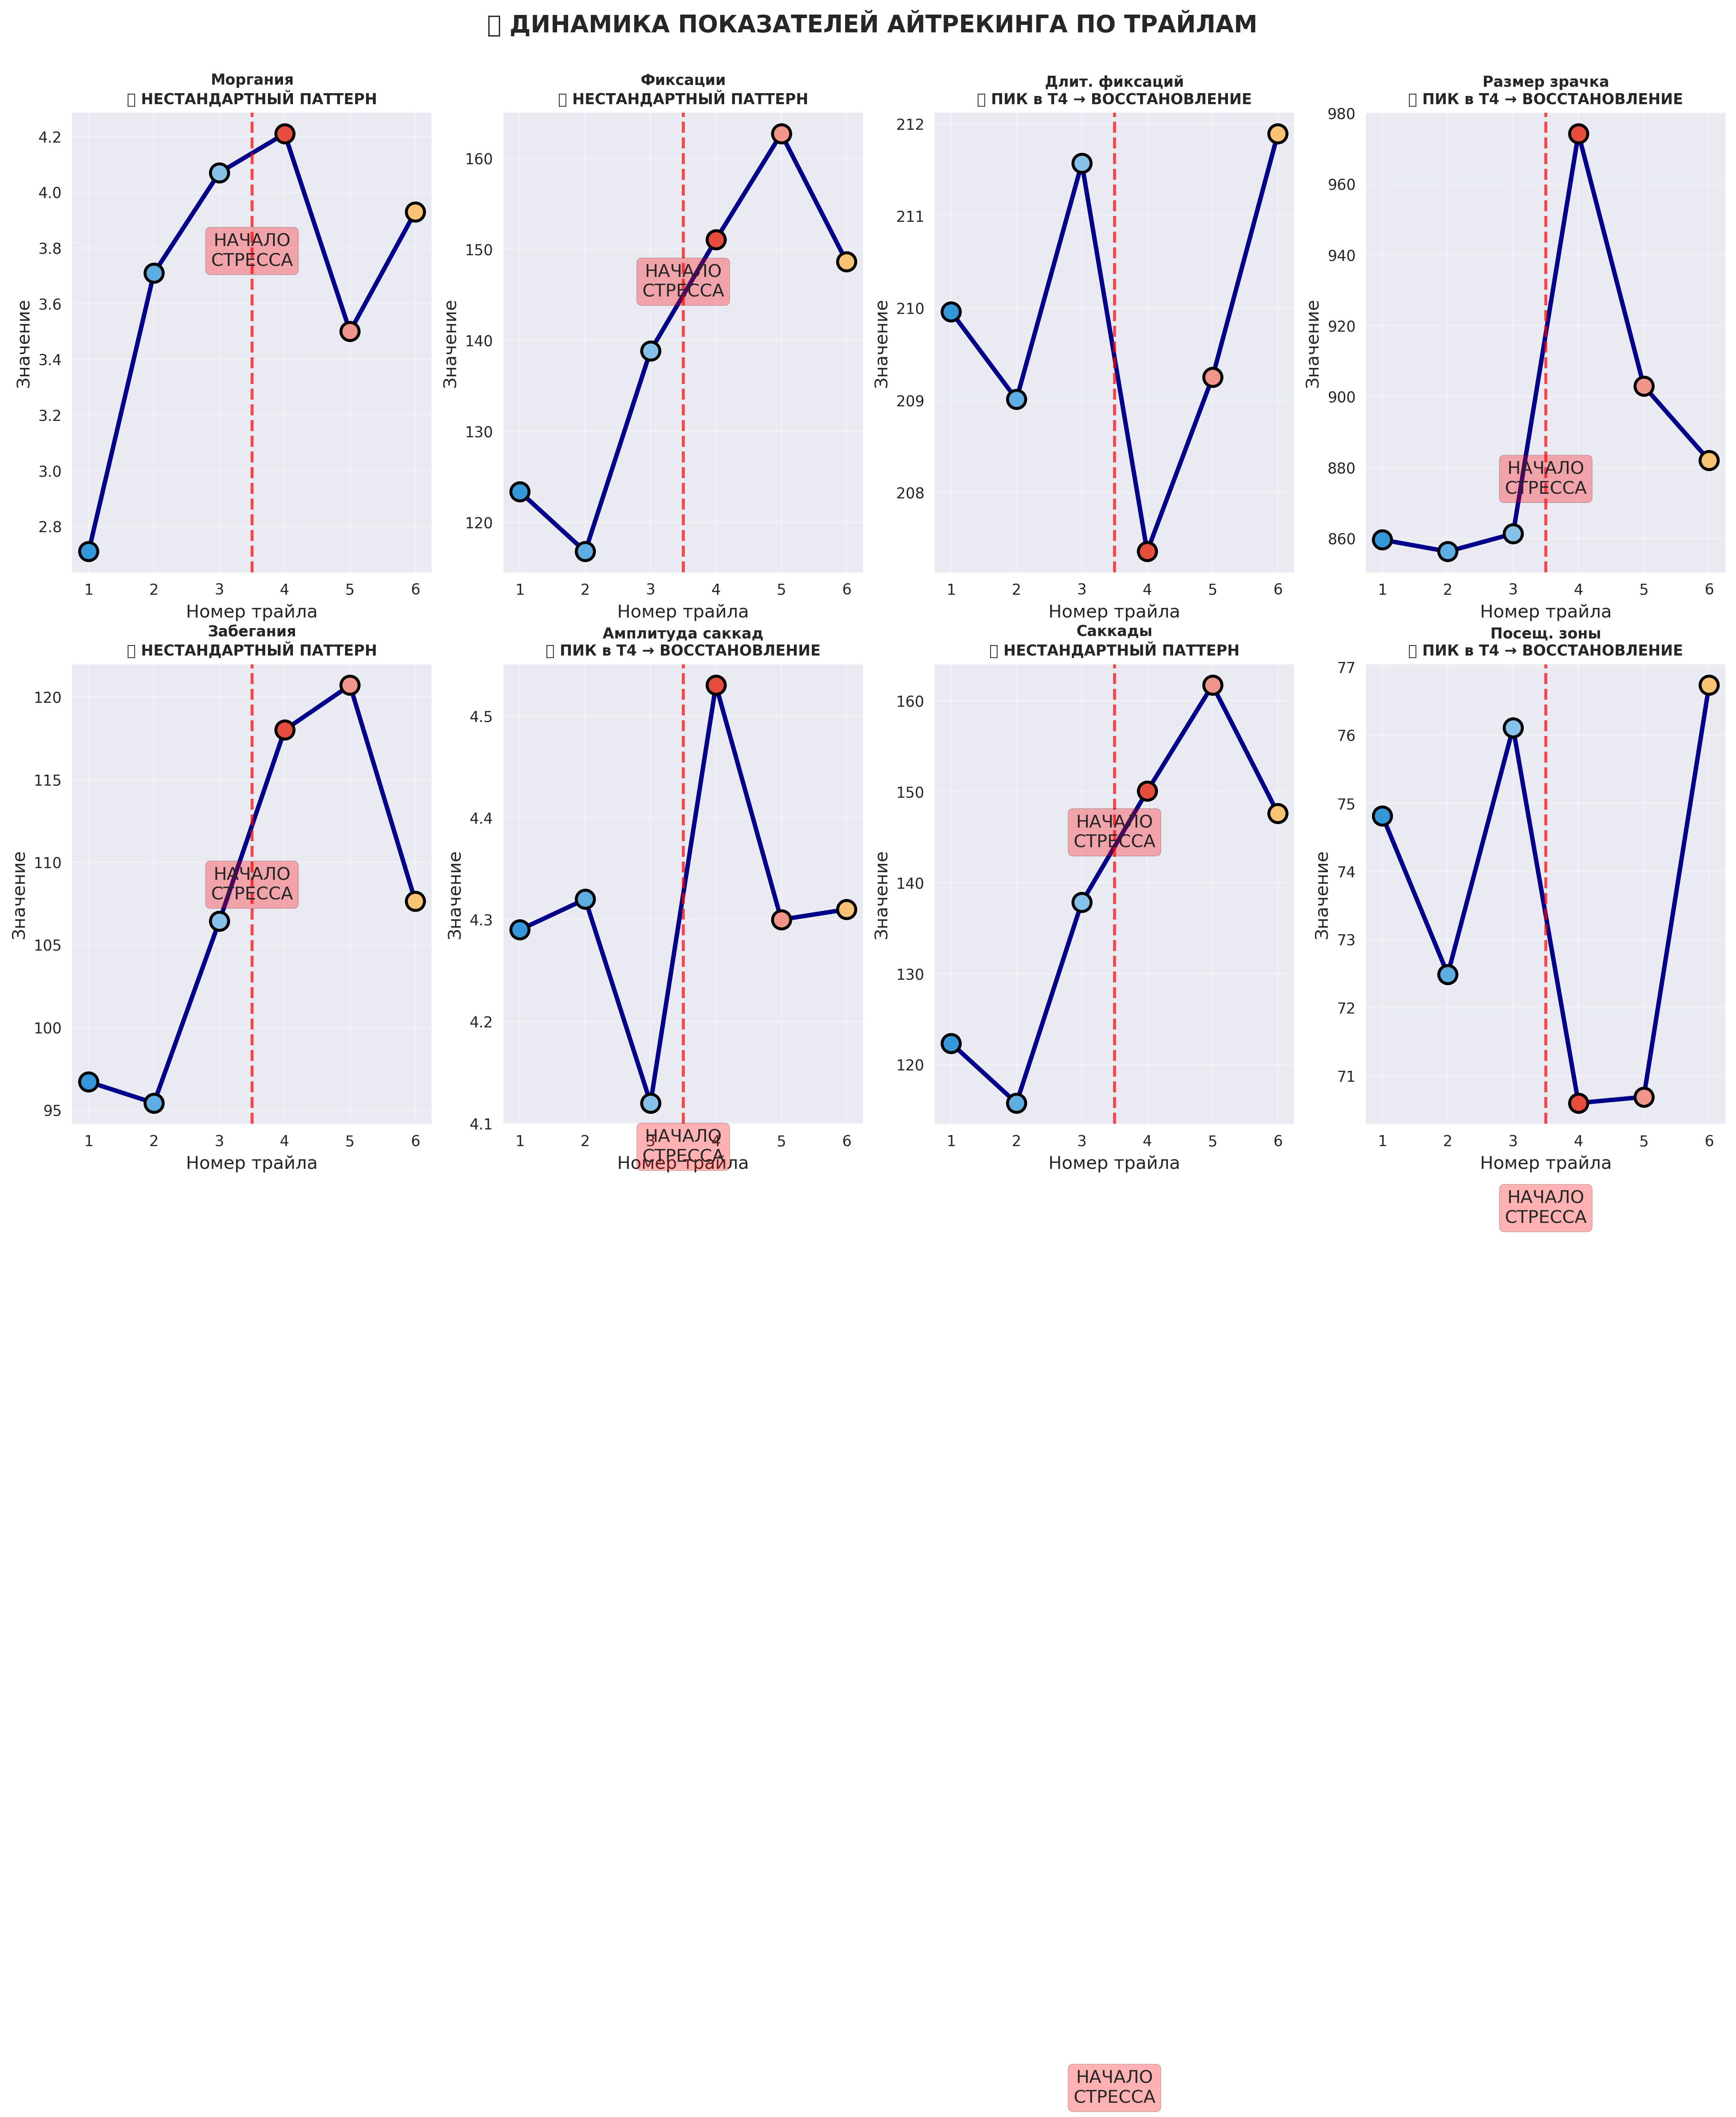 ДИНАМИКА ПОКАЗАТЕЛЕЙ АЙТРЕКИНГА ПО ТРАЙЛАМ
Моргания
НЕСТАНДАРТНЫЙ ПАТТЕРН
4.2
4.0
3.8
3.6
3.4
3.2
3.0
2.8
Значение
НАЧАЛО
СТРЕССА
1 2 3 4 5 6
Номер трайла
Фиксации
НЕСТАНДАРТНЫЙ ПАТТЕРН
160
150
140
130
120
Значение
НАЧАЛО
СТРЕССА
1 2 3 4 5 6
Номер трайла
Длит. фиксаций
ПИК в Т4 → ВОССТАНОВЛЕНИЕ
212
211
210
209
208
Значение
1 2 3 4 5 6
Номер трайла
Размер зрачка
ПИК в Т4 → ВОССТАНОВЛЕНИЕ
980
960
940
920
900
880
860
Значение
НАЧАЛО
СТРЕССА
1 2 3 4 5 6
Номер трайла
Забегания
НЕСТАНДАРТНЫЙ ПАТТЕРН
120
115
110
105
100
95
Значение
НАЧАЛО
СТРЕССА
1 2 3 4 5 6
Номер трайла
Амплитуда саккад
ПИК в Т4 → ВОССТАНОВЛЕНИЕ
4.5
4.4
4.3
4.2
4.1
Значение
1 2 3 4 5 6
НАЧАЛО
СТРЕССА
Номер трайла
Саккады
НЕСТАНДАРТНЫЙ ПАТТЕРН
160
150
140
130
120
Значение
НАЧАЛО
СТРЕССА
1 2 3 4 5 6
Номер трайла
Посещ. зоны
ПИК в Т4 → ВОССТАНОВЛЕНИЕ
77
76
75
74
73
72
71
Значение
1 2 3 4 5 6
Номер трайла
НАЧАЛО
СТРЕССА
НАЧАЛО
СТРЕССА